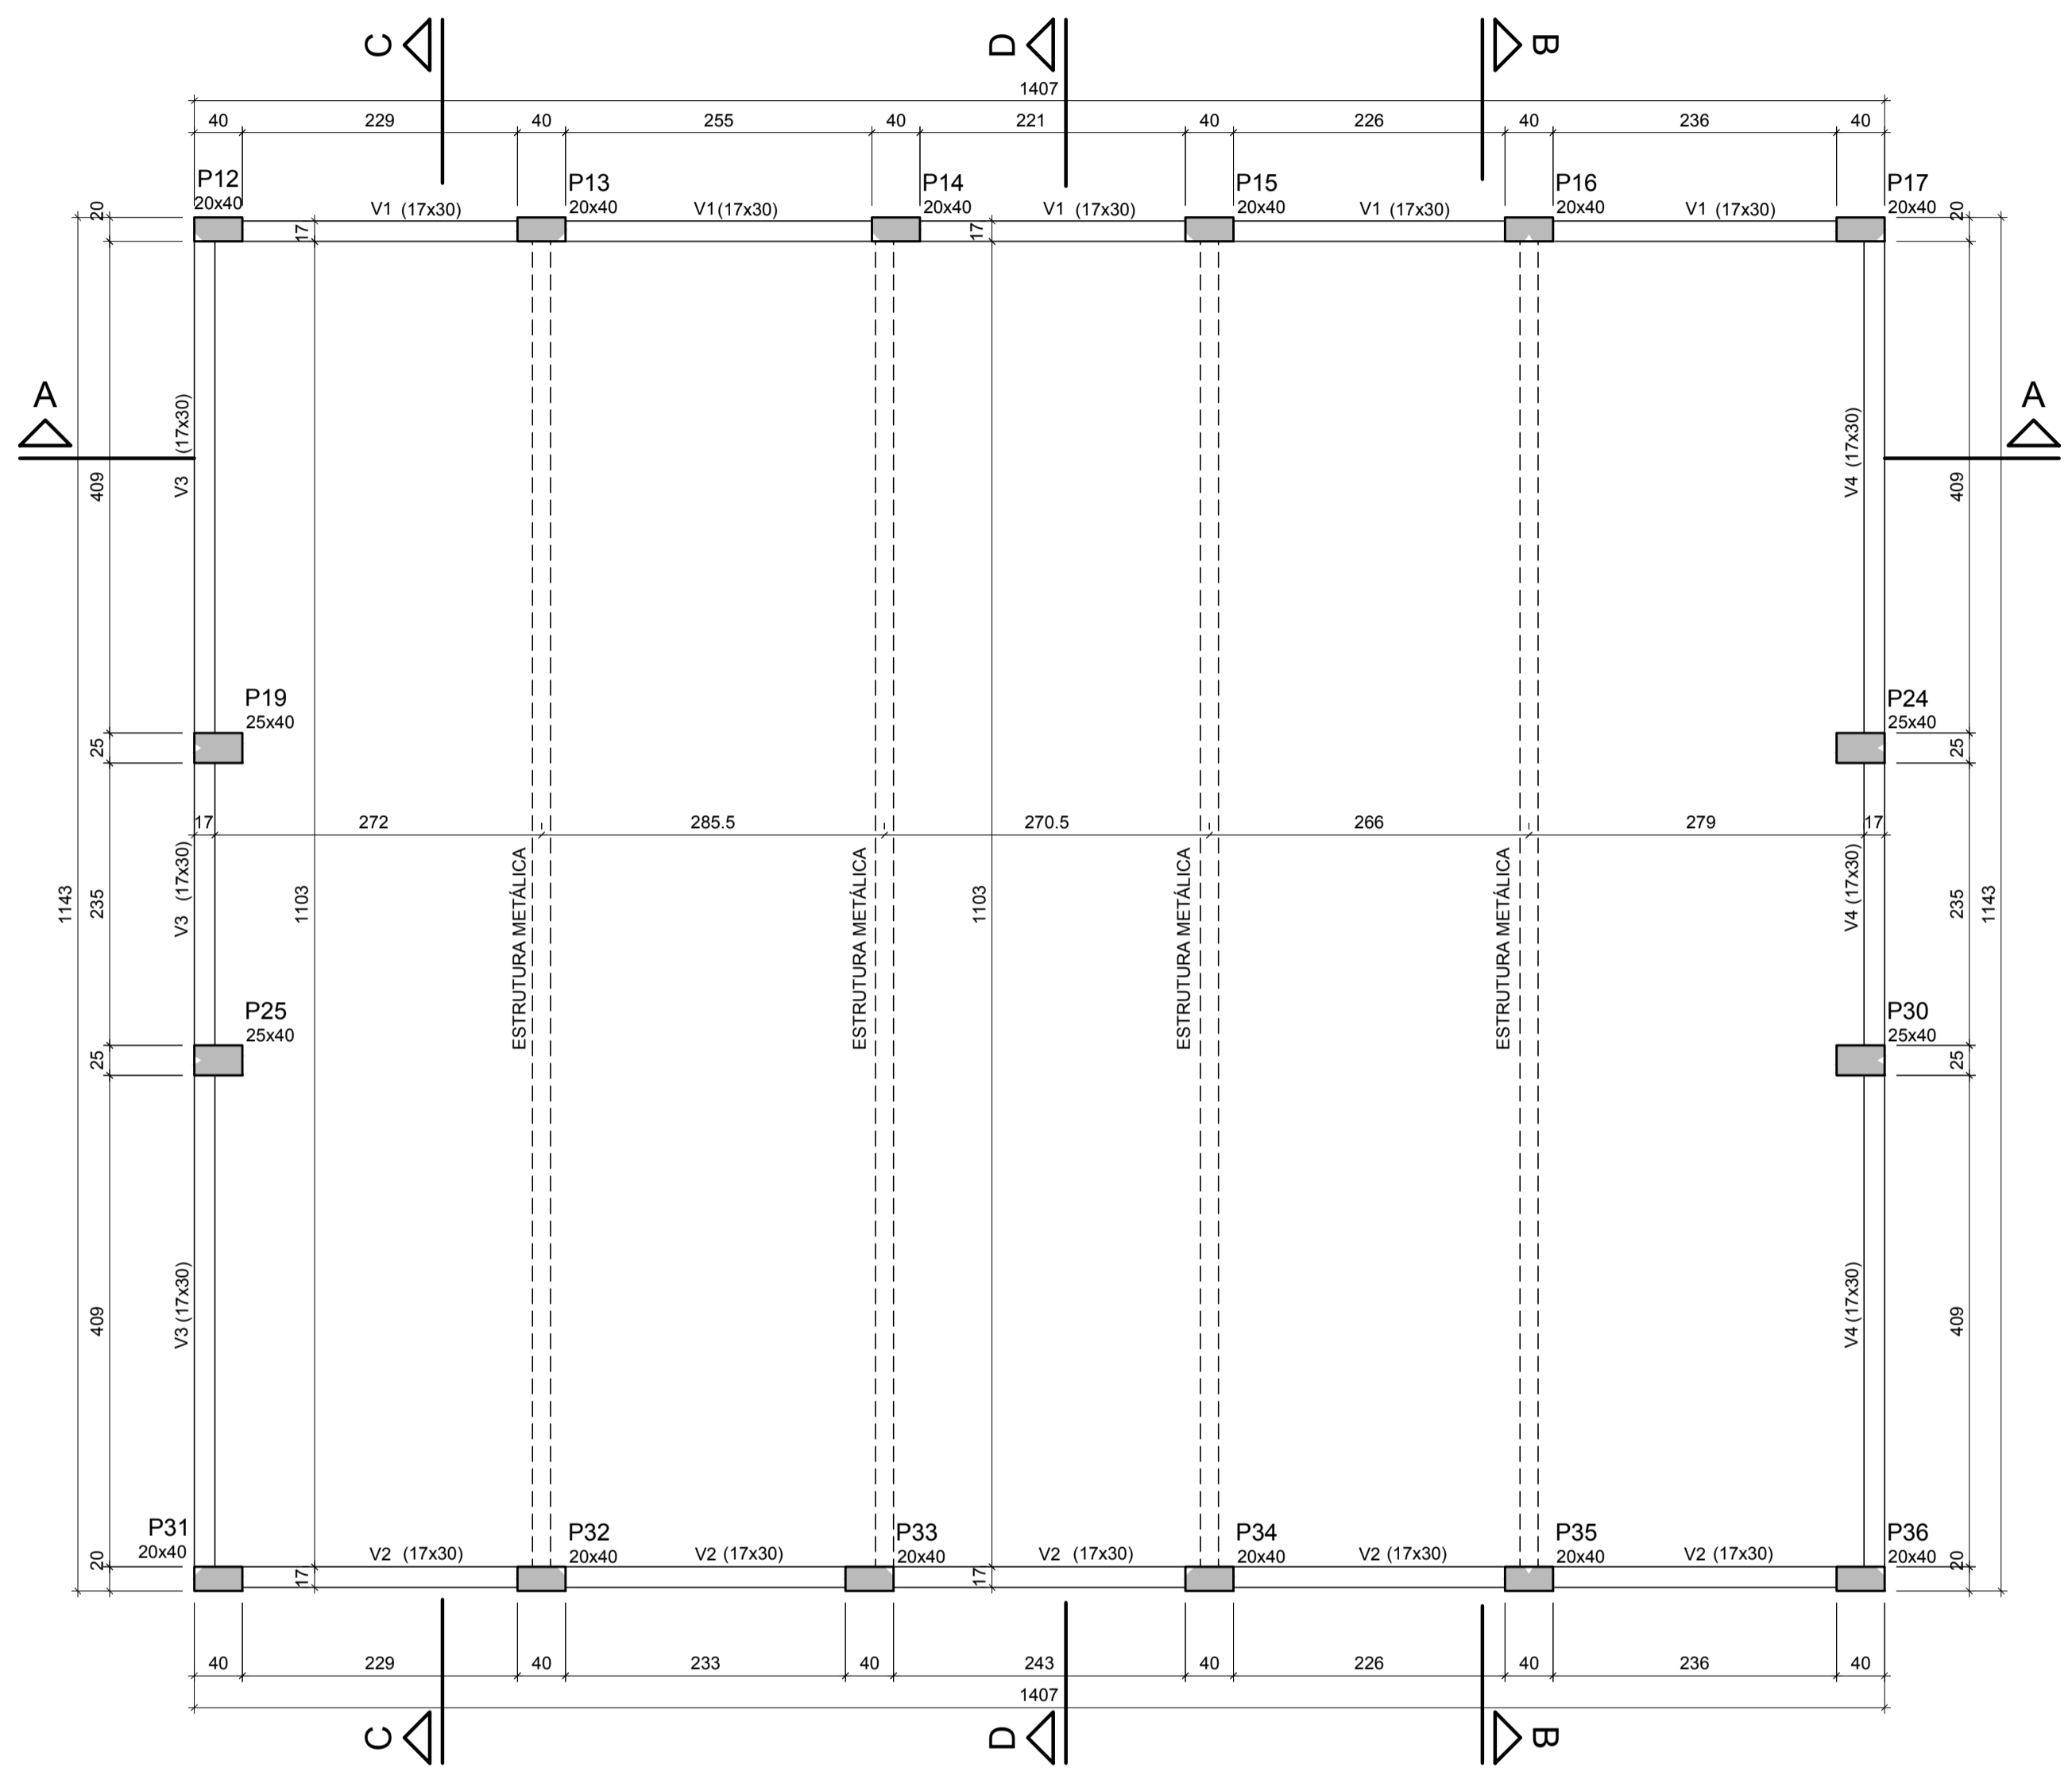 C
D
B
1407
40
229
40
255
40
221
40
226
40
236
40
P12
20x40
P13
20x40
P14
20x40
P15
20x40
P16
20x40
P17
20x40
V1 (17x30)
V1(17x30)
V1 (17x30)
V1 (17x30)
V1 (17x30)
20
17
17
20
A
A
V3 (17x30)
V4 (17x30)
409
409
P19
25x40
P24
25x40
25
25
17
272
285.5
270.5
266
279
17
1143
235
V3 (17x30)
1103
ESTRUTURA METÁLICA
ESTRUTURA METÁLICA
1103
ESTRUTURA METÁLICA
ESTRUTURA METÁLICA
V4 (17x30)
235
1143
P25
25x40
P30
25x40
25
25
409
V3 (17x30)
V4 (17x30)
409
P31
20x40
P32
20x40
P33
20x40
P34
20x40
P35
20x40
P36
20x40
V2 (17x30)
V2 (17x30)
V2 (17x30)
V2 (17x30)
V2 (17x30)
20
17
17
20
40
229
40
233
40
243
40
226
40
236
40
1407
C
D
B